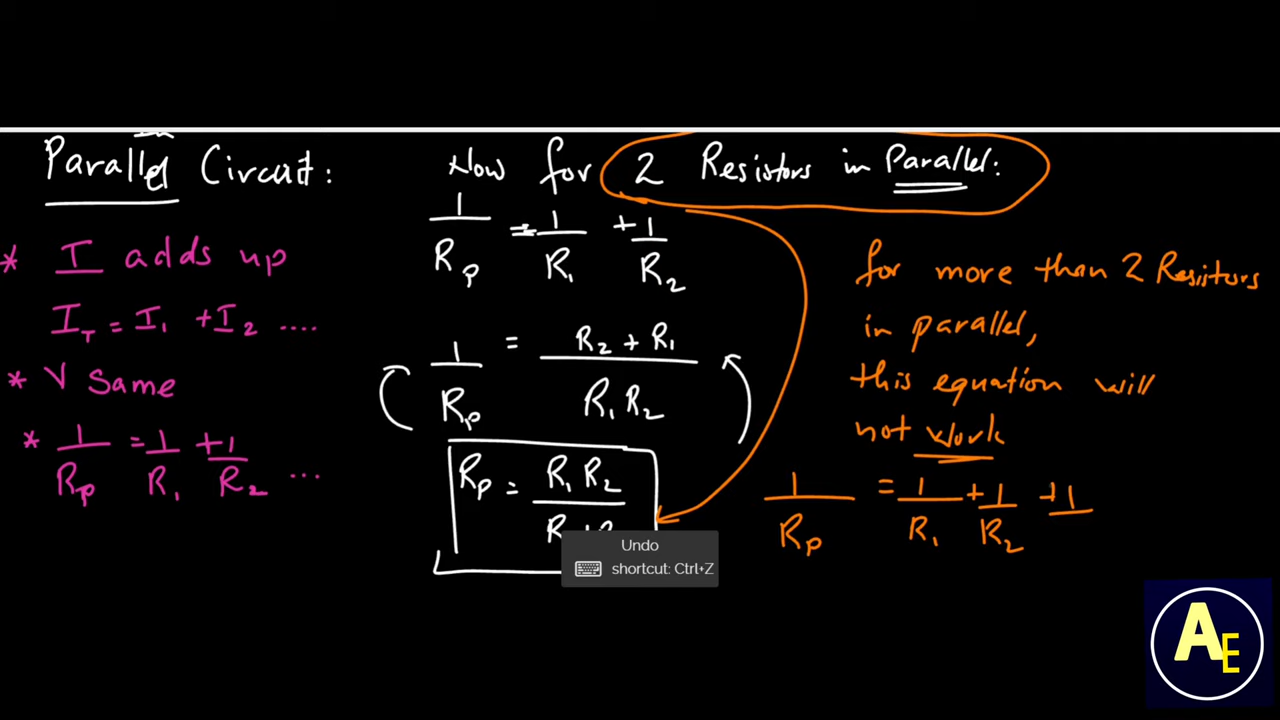 Parallel Circuit:
* I adds up
I_T = I_1 + I_2 ....
* V Same
* 1/R_p = 1/R_1 + 1/R_2 ...
Now for 2 Resistors in Parallel:
1/R_p = 1/R_1 + 1/R_2
1/R_p = (R_2 + R_1)/(R_1 R_2)
R_p = R_1 R_2
Undo
shortcut: Ctrl+Z
for more than 2 Resistors
in parallel,
this equation will
not work
1/R_p = 1/R_1 + 1/R_2 + 1
AE